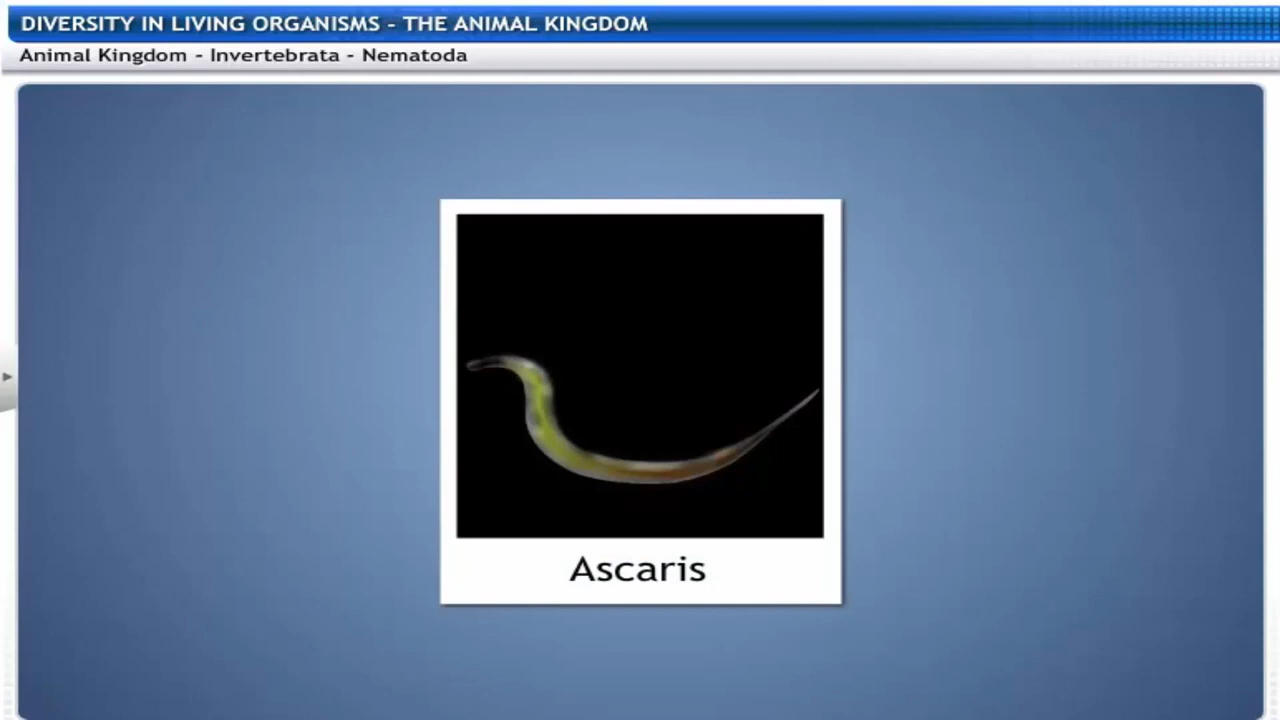 DIVERSITY IN LIVING ORGANISMS - THE ANIMAL KINGDOM
Animal Kingdom - Invertebrata - Nematoda
Ascaris